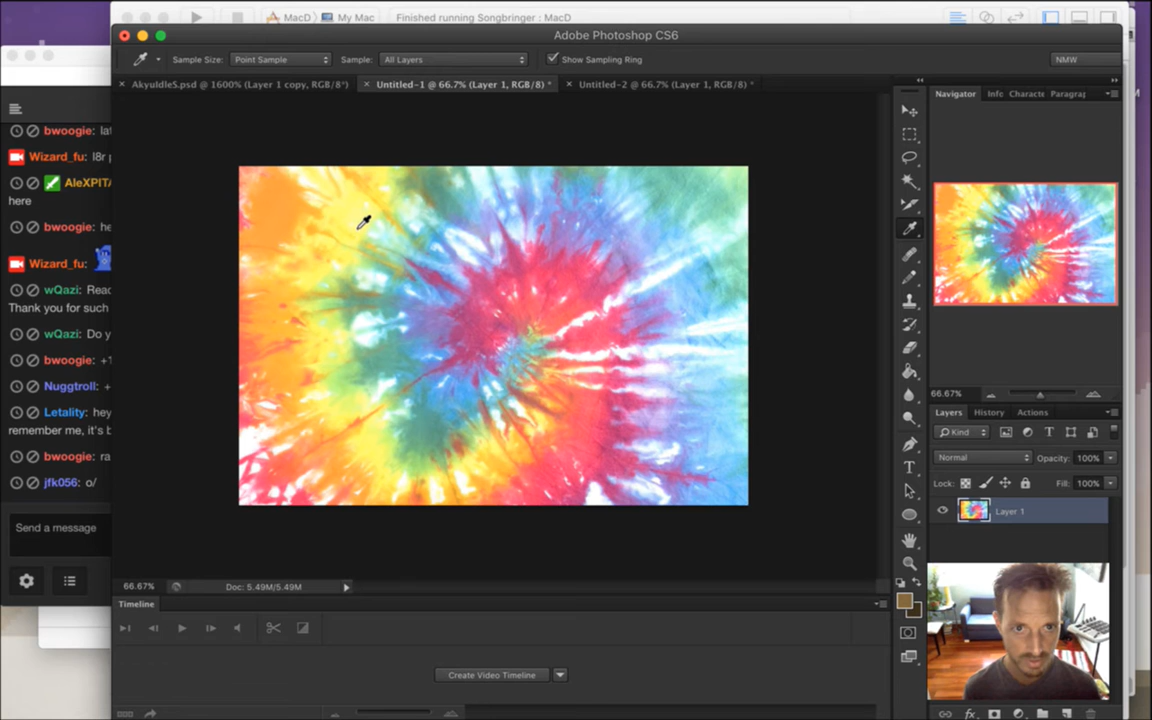 MacD
My Mac
Finished running Songbringer : MacD
Adobe Photoshop CS6
Sample Size:
Point Sample
Sample:
All Layers
Show Sampling Ring
NMW
AkyuIdleS.psd @ 1600% (Layer 1 copy, RGB/8*)
Untitled-1 @ 66.7% (Layer 1, RGB/8) *
Untitled-2 @ 66.7% (Layer 1, RGB/8) *
Navigator
Info
Characte
Paragrap
bwoogie:
Wizard_fu: l8r
AleXPITA
here
bwoogie:
Wizard_fu:
wQazi:
Thank you for such
wQazi: Do
bwoogie: +1
Nuggtroll: +
Letality: hey
remember me, it's
bwoogie:
jfk056: o/
Send a message
66.67%
Layers
History
Actions
Kind
Normal
Opacity: 100%
Lock:
Fill: 100%
Layer 1
66.67%
Doc: 5.49M/5.49M
Timeline
Create Video Timeline
fx